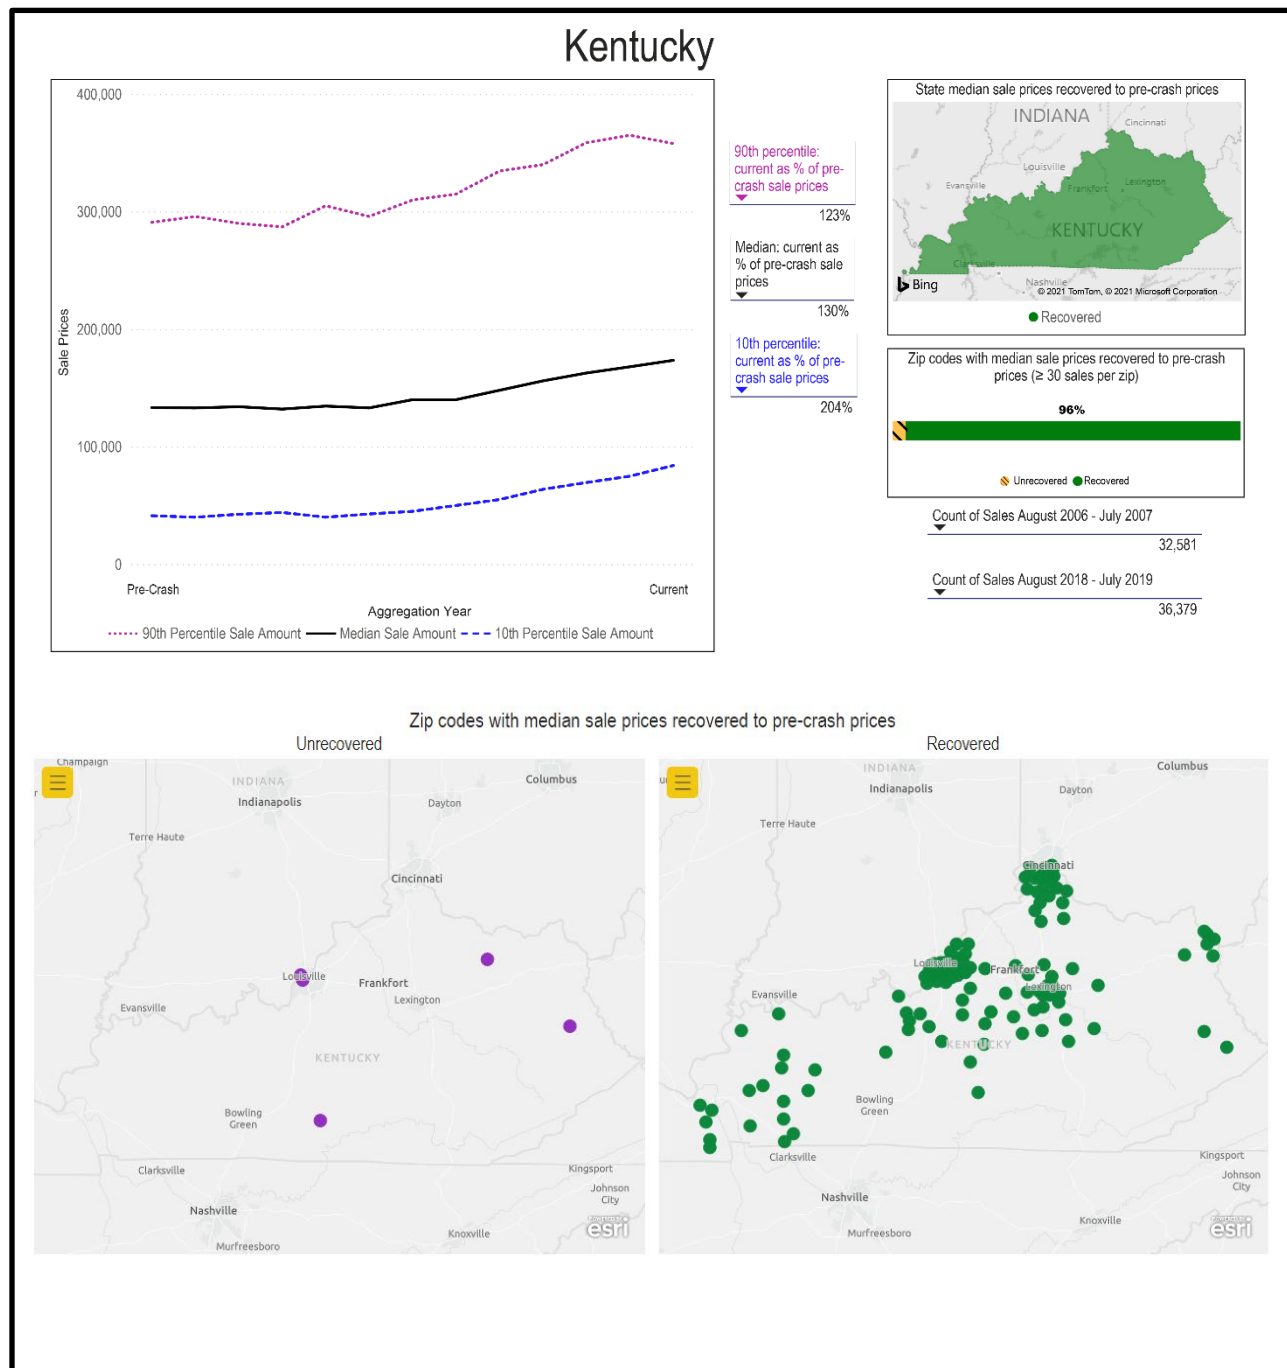 Kentucky
400,000
300,000
200,000
100,000
0
Sale Prices
Pre-Crash
Current
Aggregation Year
90th Percentile Sale Amount
Median Sale Amount
10th Percentile Sale Amount
90th percentile:
current as % of pre-
crash sale prices
123%
Median: current as
% of pre-crash sale
prices
130%
10th percentile:
current as % of pre-
crash sale prices
204%
State median sale prices recovered to pre-crash prices
INDIANA
Cincinnati
Louisville
Evansville
Frankfort
Lexington
KENTUCKY
Clarksville
Nashville
Bing
© 2021 TomTom, © 2021 Microsoft Corporation
Recovered
Zip codes with median sale prices recovered to pre-crash
prices (≥ 30 sales per zip)
96%
Unrecovered Recovered
Count of Sales August 2006 - July 2007
32,581
Count of Sales August 2018 - July 2019
36,379
Zip codes with median sale prices recovered to pre-crash prices
Unrecovered
Champaign
INDIANA
Columbus
Indianapolis
Dayton
Terre Haute
Cincinnati
Louisville
Frankfort
Lexington
Evansville
KENTUCKY
Bowling
Green
Clarksville
Kingsport
Johnson
City
Nashville
Knoxville
Murfreesboro
esri
Recovered
INDIANA
Columbus
Indianapolis
Dayton
Terre Haute
Cincinnati
Louisville
Frankfort
Lexington
Evansville
KENTUCKY
Bowling
Green
Clarksville
Kingsport
Johnson
City
Nashville
Knoxville
Murfreesboro
esri